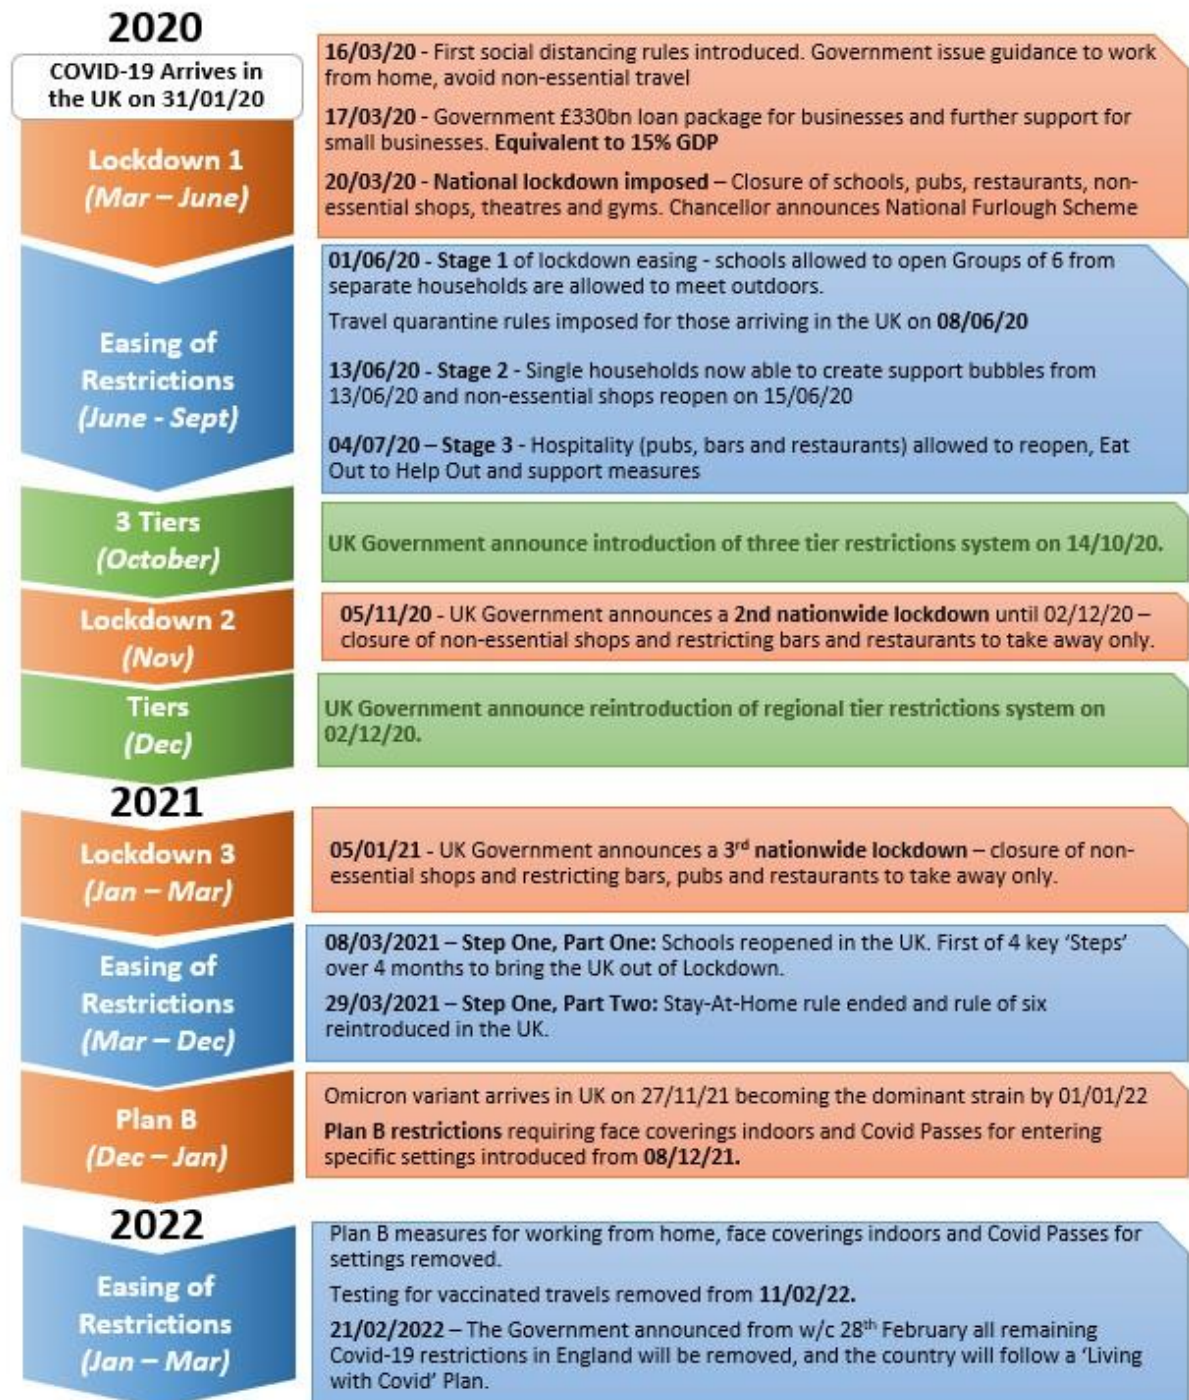 2020
COVID-19 Arrives in
the UK on 31/01/20
Lockdown 1
(Mar – June)
16/03/20 - First social distancing rules introduced. Government issue guidance to work
from home, avoid non-essential travel
17/03/20 - Government £330bn loan package for businesses and further support for
small businesses. Equivalent to 15% GDP
20/03/20 - National lockdown imposed – Closure of schools, pubs, restaurants, non-
essential shops, theatres and gyms. Chancellor announces National Furlough Scheme
Easing of
Restrictions
(June - Sept)
01/06/20 - Stage 1 of lockdown easing - schools allowed to open Groups of 6 from
separate households are allowed to meet outdoors.
Travel quarantine rules imposed for those arriving in the UK on 08/06/20
13/06/20 - Stage 2 - Single households now able to create support bubbles from
13/06/20 and non-essential shops reopen on 15/06/20
04/07/20 – Stage 3 - Hospitality (pubs, bars and restaurants) allowed to reopen, Eat
Out to Help Out and support measures
3 Tiers
(October)
UK Government announce introduction of three tier restrictions system on 14/10/20.
Lockdown 2
(Nov)
05/11/20 - UK Government announces a 2nd nationwide lockdown until 02/12/20 –
closure of non-essential shops and restricting bars and restaurants to take away only.
Tiers
(Dec)
UK Government announce reintroduction of regional tier restrictions system on
02/12/20.
2021
Lockdown 3
(Jan – Mar)
05/01/21 - UK Government announces a 3rd nationwide lockdown – closure of non-
essential shops and restricting bars, pubs and restaurants to take away only.
Easing of
Restrictions
(Mar – Dec)
08/03/2021 – Step One, Part One: Schools reopened in the UK. First of 4 key ‘Steps’
over 4 months to bring the UK out of Lockdown.
29/03/2021 – Step One, Part Two: Stay-At-Home rule ended and rule of six
reintroduced in the UK.
Plan B
(Dec – Jan)
Omicron variant arrives in UK on 27/11/21 becoming the dominant strain by 01/01/22
Plan B restrictions requiring face coverings indoors and Covid Passes for entering
specific settings introduced from 08/12/21.
2022
Easing of
Restrictions
(Jan – Mar)
Plan B measures for working from home, face coverings indoors and Covid Passes for
settings removed.
Testing for vaccinated travels removed from 11/02/22.
21/02/2022 – The Government announced from w/c 28th February all remaining
Covid-19 restrictions in England will be removed, and the country will follow a ‘Living
with Covid’ Plan.